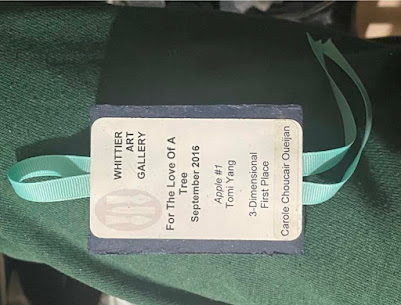 WHITTIER
ART
GALLERY
For The Love Of A
Tree
September 2016
Apple #1
Tomi Yang
3-Dimensional
First Place
Carole Choucair Oueijan